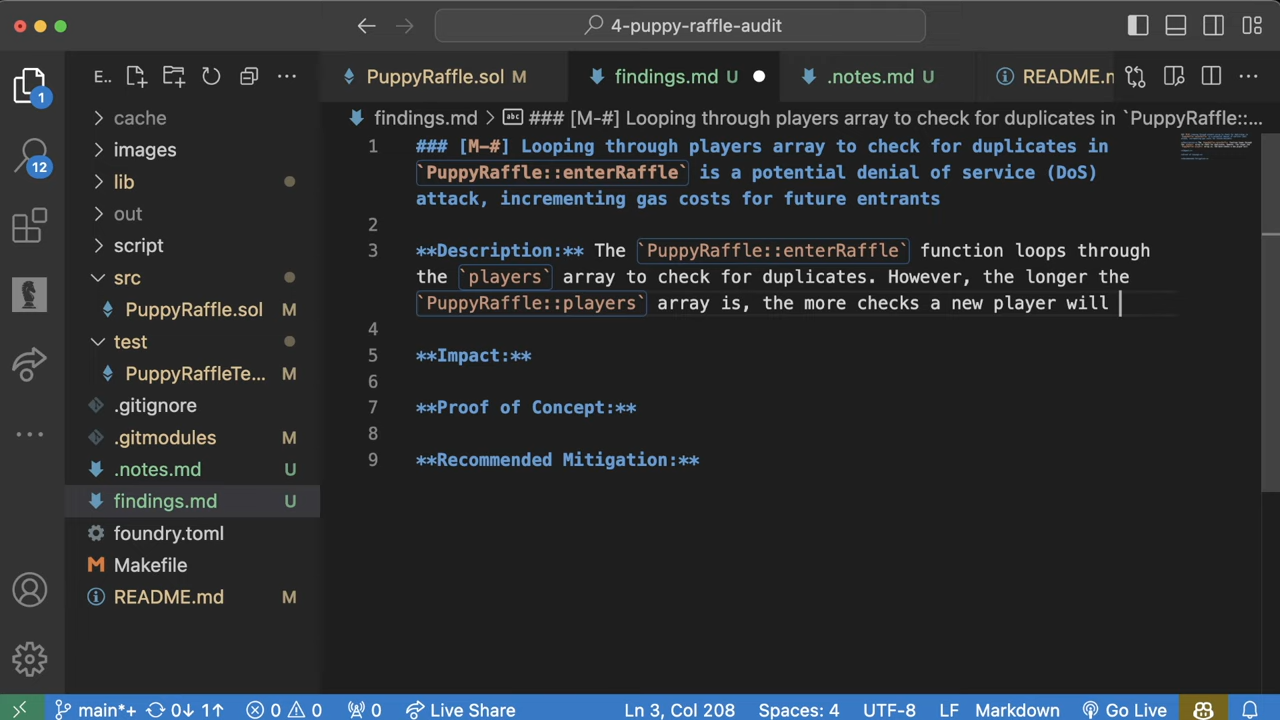 4-puppy-raffle-audit
E..
PuppyRaffle.sol M
findings.md U
.notes.md U
README.m
findings.md > ### [M-#] Looping through players array to check for duplicates in `PuppyRaffle::...
1
12
cache
images
lib
out
script
src
PuppyRaffle.sol M
test
PuppyRaffleTe... M
.gitignore
.gitmodules M
.notes.md U
findings.md U
foundry.toml
Makefile
README.md M
1 ### [M-#] Looping through players array to check for duplicates in
`PuppyRaffle::enterRaffle` is a potential denial of service (DoS)
attack, incrementing gas costs for future entrants
2
3 **Description:** The `PuppyRaffle::enterRaffle` function loops through
the `players` array to check for duplicates. However, the longer the
`PuppyRaffle::players` array is, the more checks a new player will
4
5 **Impact:**
6
7 **Proof of Concept:**
8
9 **Recommended Mitigation:**
main*+ 0↓ 1↑ 0 0 0 Live Share Ln 3, Col 208 Spaces: 4 UTF-8 LF Markdown Go Live